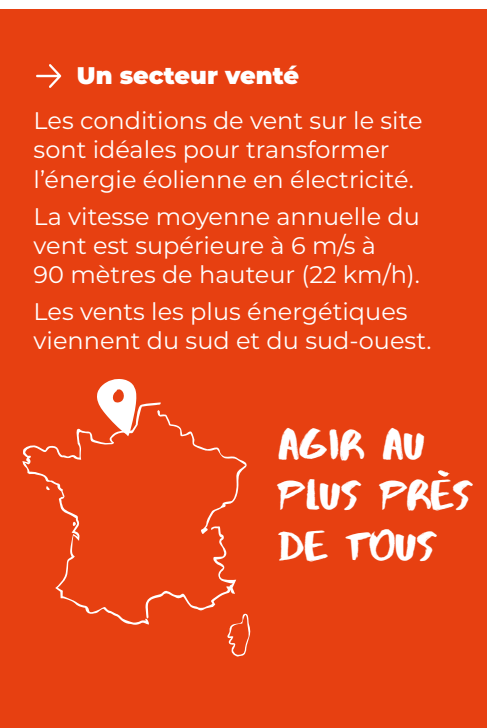 → Un secteur venté
Les conditions de vent sur le site
sont idéales pour transformer
l’énergie éolienne en électricité.
La vitesse moyenne annuelle du
vent est supérieure à 6 m/s à
90 mètres de hauteur (22 km/h).
Les vents les plus énergétiques
viennent du sud et du sud-ouest.
AGIR AU
PLUS PRÈS
DE TOUS